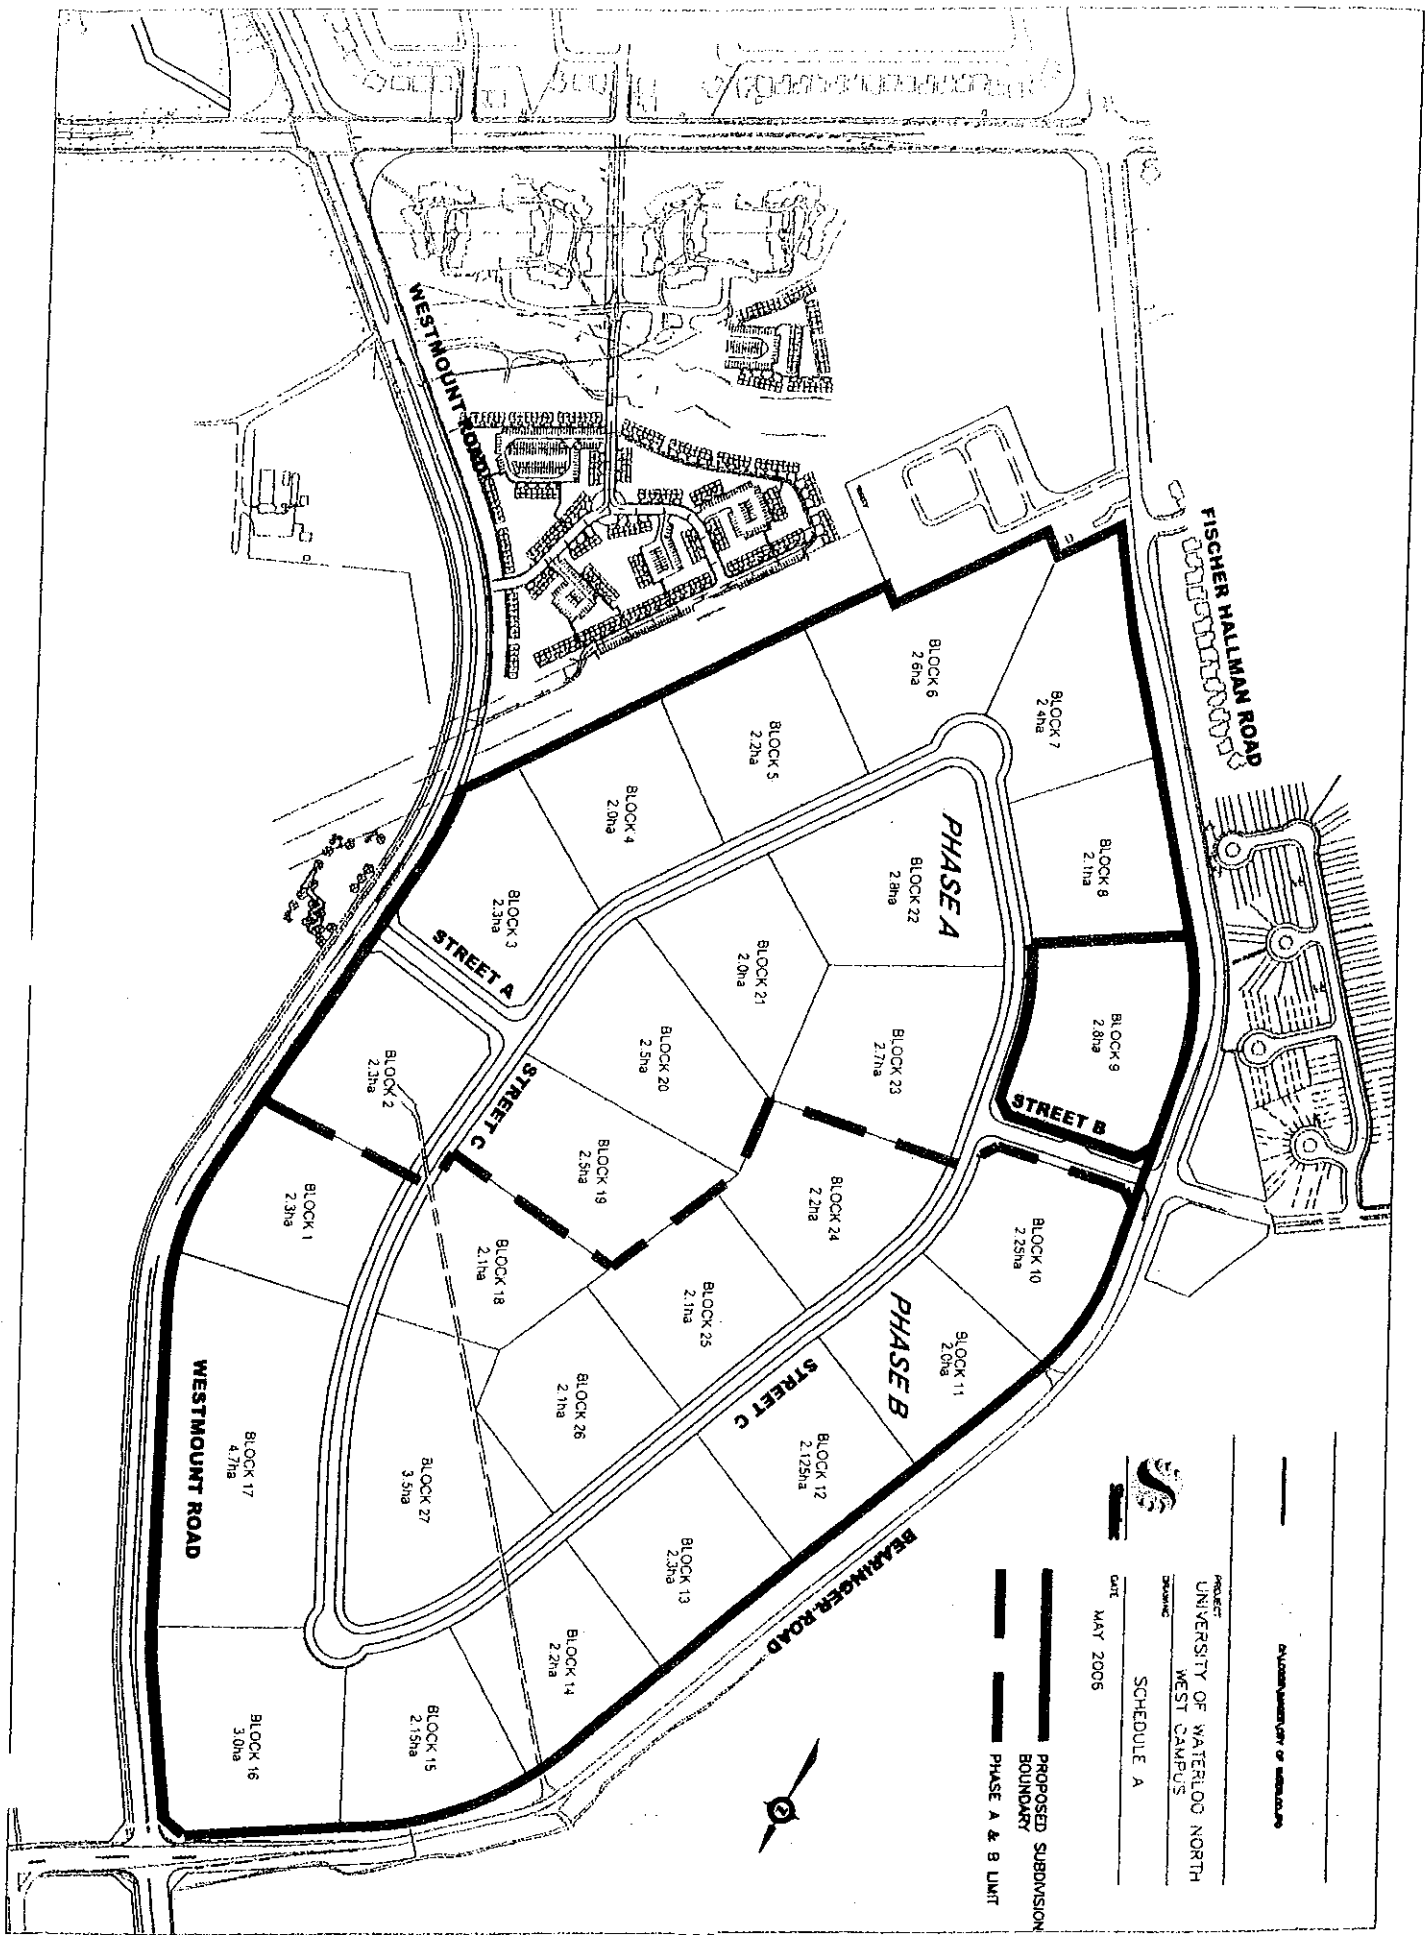 FISCHER HALLMAN ROAD
WESTMOUNT ROAD
BLOCK 6
2.6ha
BLOCK 7
2.4ha
BLOCK 5
2.2ha
BLOCK 4
2.0ha
BLOCK 3
2.3ha
STREET A
PHASE A
BLOCK 22
2.8ha
BLOCK 8
2.1ha
BLOCK 21
2.0ha
BLOCK 9
2.8ha
BLOCK 23
2.7ha
BLOCK 20
2.5ha
BLOCK 2
2.3ha
STREET C
STREET B
BLOCK 19
2.5ha
BLOCK 24
2.2ha
BLOCK 1
2.3ha
BLOCK 18
2.1ha
BLOCK 25
2.1ha
BLOCK 10
2.25ha
PHASE B
BLOCK 11
2.0ha
STREET C
BLOCK 26
2.1ha
BLOCK 12
2.125ha
WESTMOUNT ROAD
BLOCK 17
4.7ha
BLOCK 27
3.5ha
BLOCK 13
2.3ha
BEARINGER ROAD
BLOCK 14
2.2ha
BLOCK 15
2.15ha
BLOCK 16
3.0ha
PROJECT
UNIVERSITY OF WATERLOO NORTH
WEST CAMPUS
DRAWING
SCHEDULE A
DATE
MAY 2006
PROPOSED SUBDIVISION
BOUNDARY
PHASE A & B LIMIT